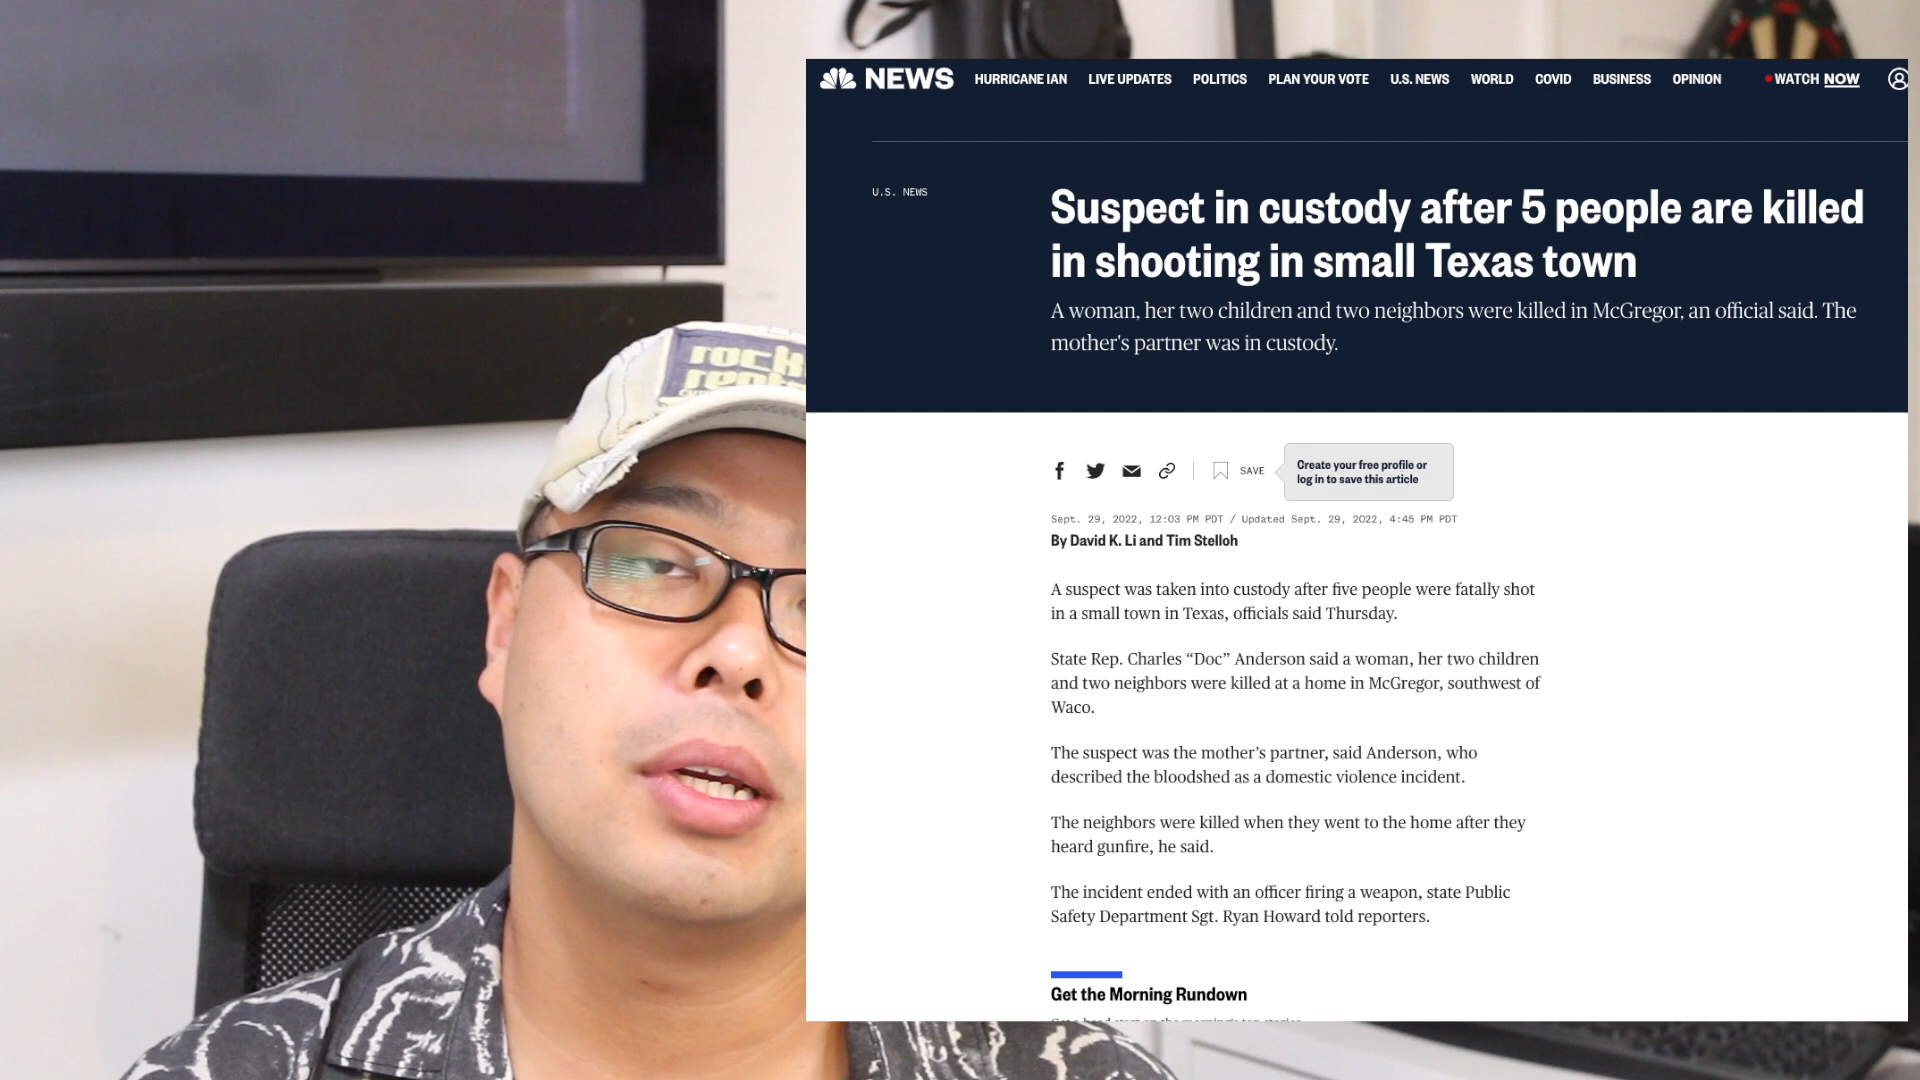 rock
NEWS
HURRICANE IAN
LIVE UPDATES
POLITICS
PLAN YOUR VOTE
U.S. NEWS
WORLD
COVID
BUSINESS
OPINION
WATCH NOW
U.S. NEWS
Suspect in custody after 5 people are killed
in shooting in small Texas town
A woman, her two children and two neighbors were killed in McGregor, an official said. The
mother's partner was in custody.
SAVE
Create your free profile or
log in to save this article
Sept. 29, 2022, 12:03 PM PDT / Updated Sept. 29, 2022, 4:45 PM PDT
By David K. Li and Tim Stelloh
A suspect was taken into custody after five people were fatally shot
in a small town in Texas, officials said Thursday.
State Rep. Charles “Doc” Anderson said a woman, her two children
and two neighbors were killed at a home in McGregor, southwest of
Waco.
The suspect was the mother’s partner, said Anderson, who
described the bloodshed as a domestic violence incident.
The neighbors were killed when they went to the home after they
heard gunfire, he said.
The incident ended with an officer firing a weapon, state Public
Safety Department Sgt. Ryan Howard told reporters.
Get the Morning Rundown